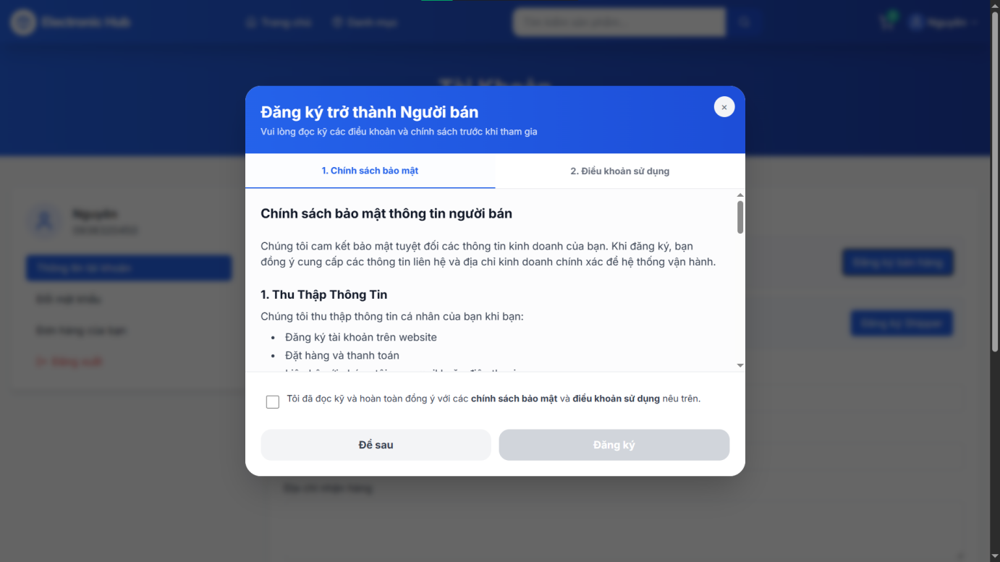 Electronic Hub
Trang chủ
Danh mục
Tìm kiếm sản phẩm...
Nguyên
Tài Khoản
Đăng ký trở thành Người bán
Vui lòng đọc kỹ các điều khoản và chính sách trước khi tham gia
×
1. Chính sách bảo mật
2. Điều khoản sử dụng
Chính sách bảo mật thông tin người bán
Chúng tôi cam kết bảo mật tuyệt đối các thông tin kinh doanh của bạn. Khi đăng ký, bạn
đồng ý cung cấp các thông tin liên hệ và địa chỉ kinh doanh chính xác để hệ thống vận hành.
1. Thu Thập Thông Tin
Chúng tôi thu thập thông tin cá nhân của bạn khi bạn:
• Đăng ký tài khoản trên website
• Đặt hàng và thanh toán
Tôi đã đọc kỹ và hoàn toàn đồng ý với các chính sách bảo mật và điều khoản sử dụng nêu trên.
Để sau
Đăng ký
Nguyên
Thông tin tài khoản
Đổi mật khẩu
Đơn hàng của bạn
Đăng xuất
Đăng ký bán hàng
Đăng ký Shipper
Địa chỉ nhận hàng